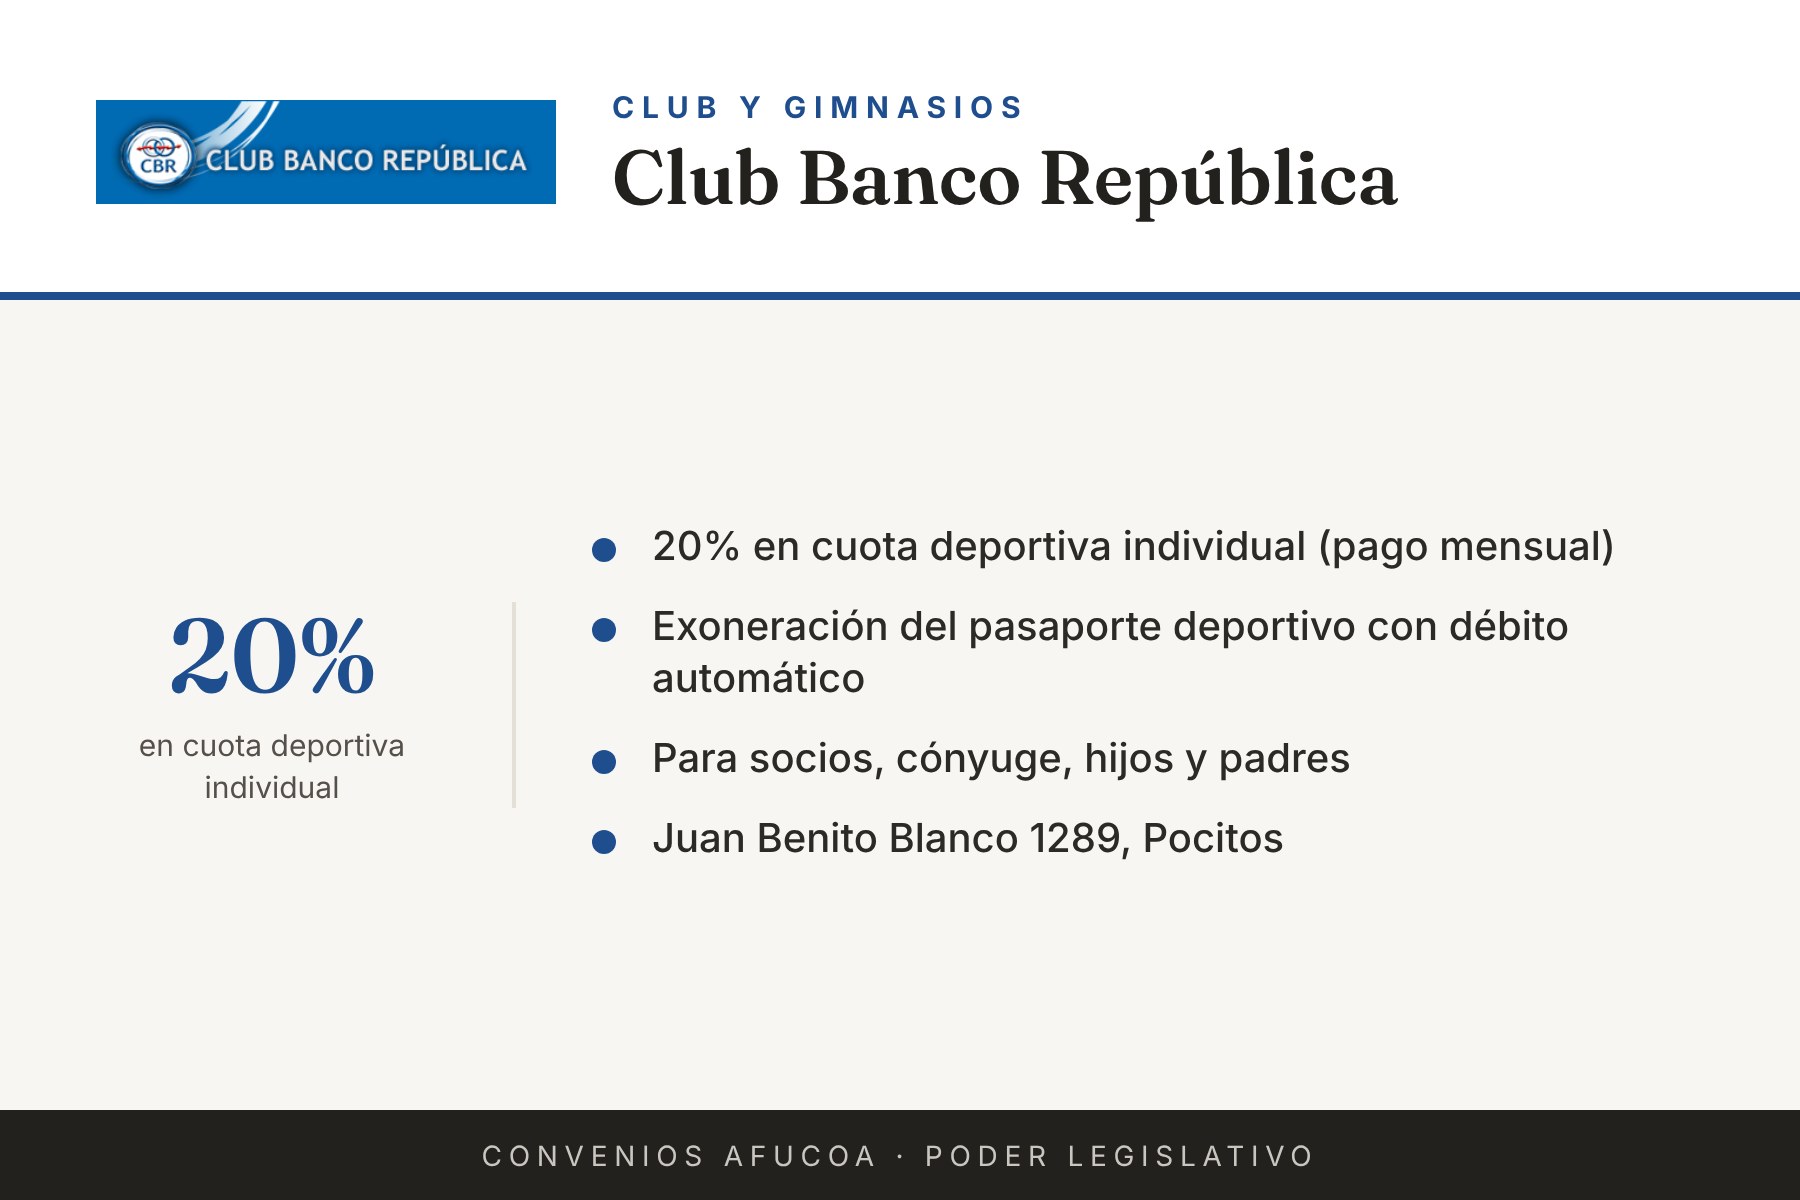 CBR
CLUB BANCO REPÚBLICA
CLUB Y GIMNASIOS
Club Banco República
20%
en cuota deportiva
individual
20% en cuota deportiva individual (pago mensual)
Exoneración del pasaporte deportivo con débito
automático
Para socios, cónyuge, hijos y padres
Juan Benito Blanco 1289, Pocitos
CONVENIOS AFUCOA · PODER LEGISLATIVO